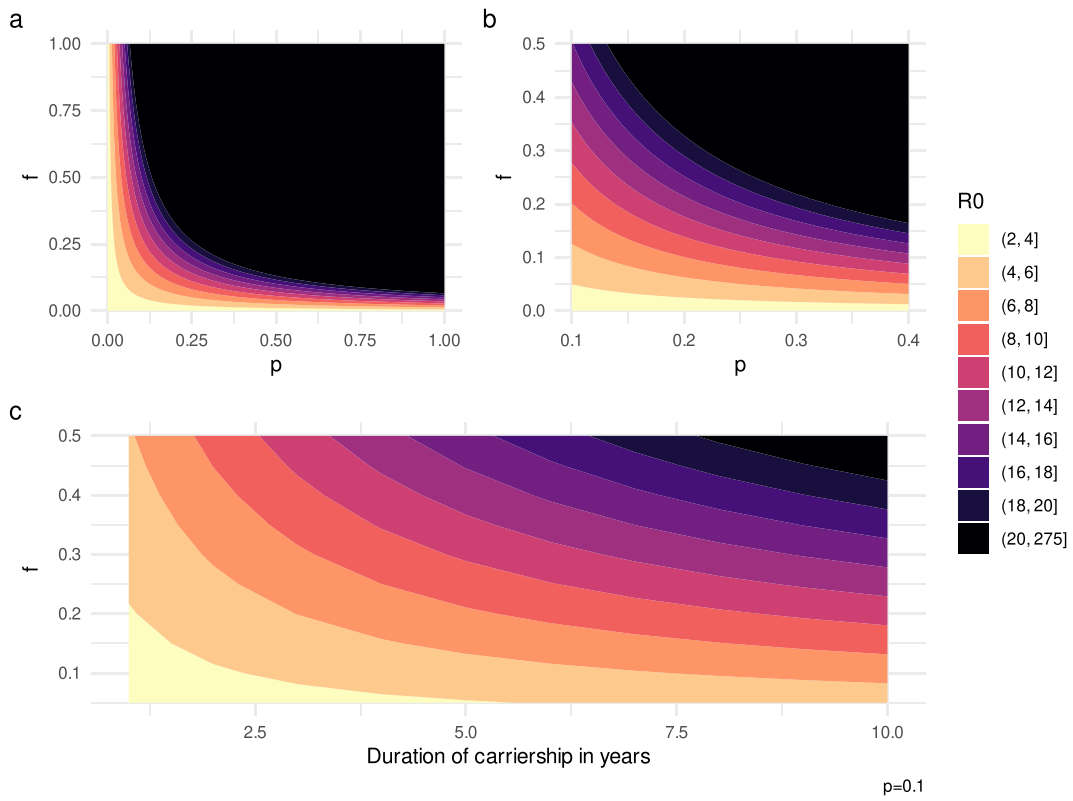 a
1.00
0.75
0.50
0.25
0.00
f
0.00 0.25 0.50 0.75 1.00
p
b
0.5
0.4
0.3
0.2
0.1
0.0
f
0.1 0.2 0.3 0.4
p
c
0.5
0.4
0.3
0.2
0.1
f
2.5 5.0 7.5 10.0
Duration of carriership in years
p=0.1
R0
(2, 4]
(4, 6]
(6, 8]
(8, 10]
(10, 12]
(12, 14]
(14, 16]
(16, 18]
(18, 20]
(20, 275]